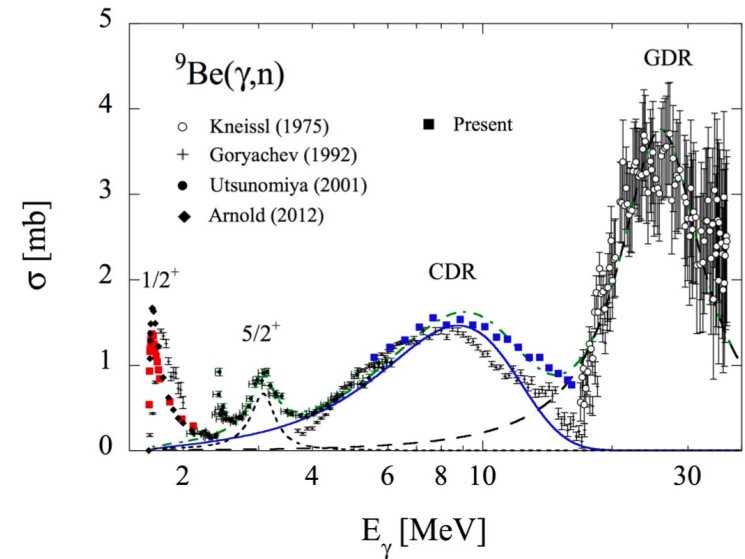 5
4
3
2
1
0
σ [mb]
⁹Be(γ,n)
Kneissl (1975)
Goryachev (1992)
Utsunomiya (2001)
Arnold (2012)
Present
GDR
CDR
1/2⁺
5/2⁺
2 4 6 8 10 30
E_γ [MeV]